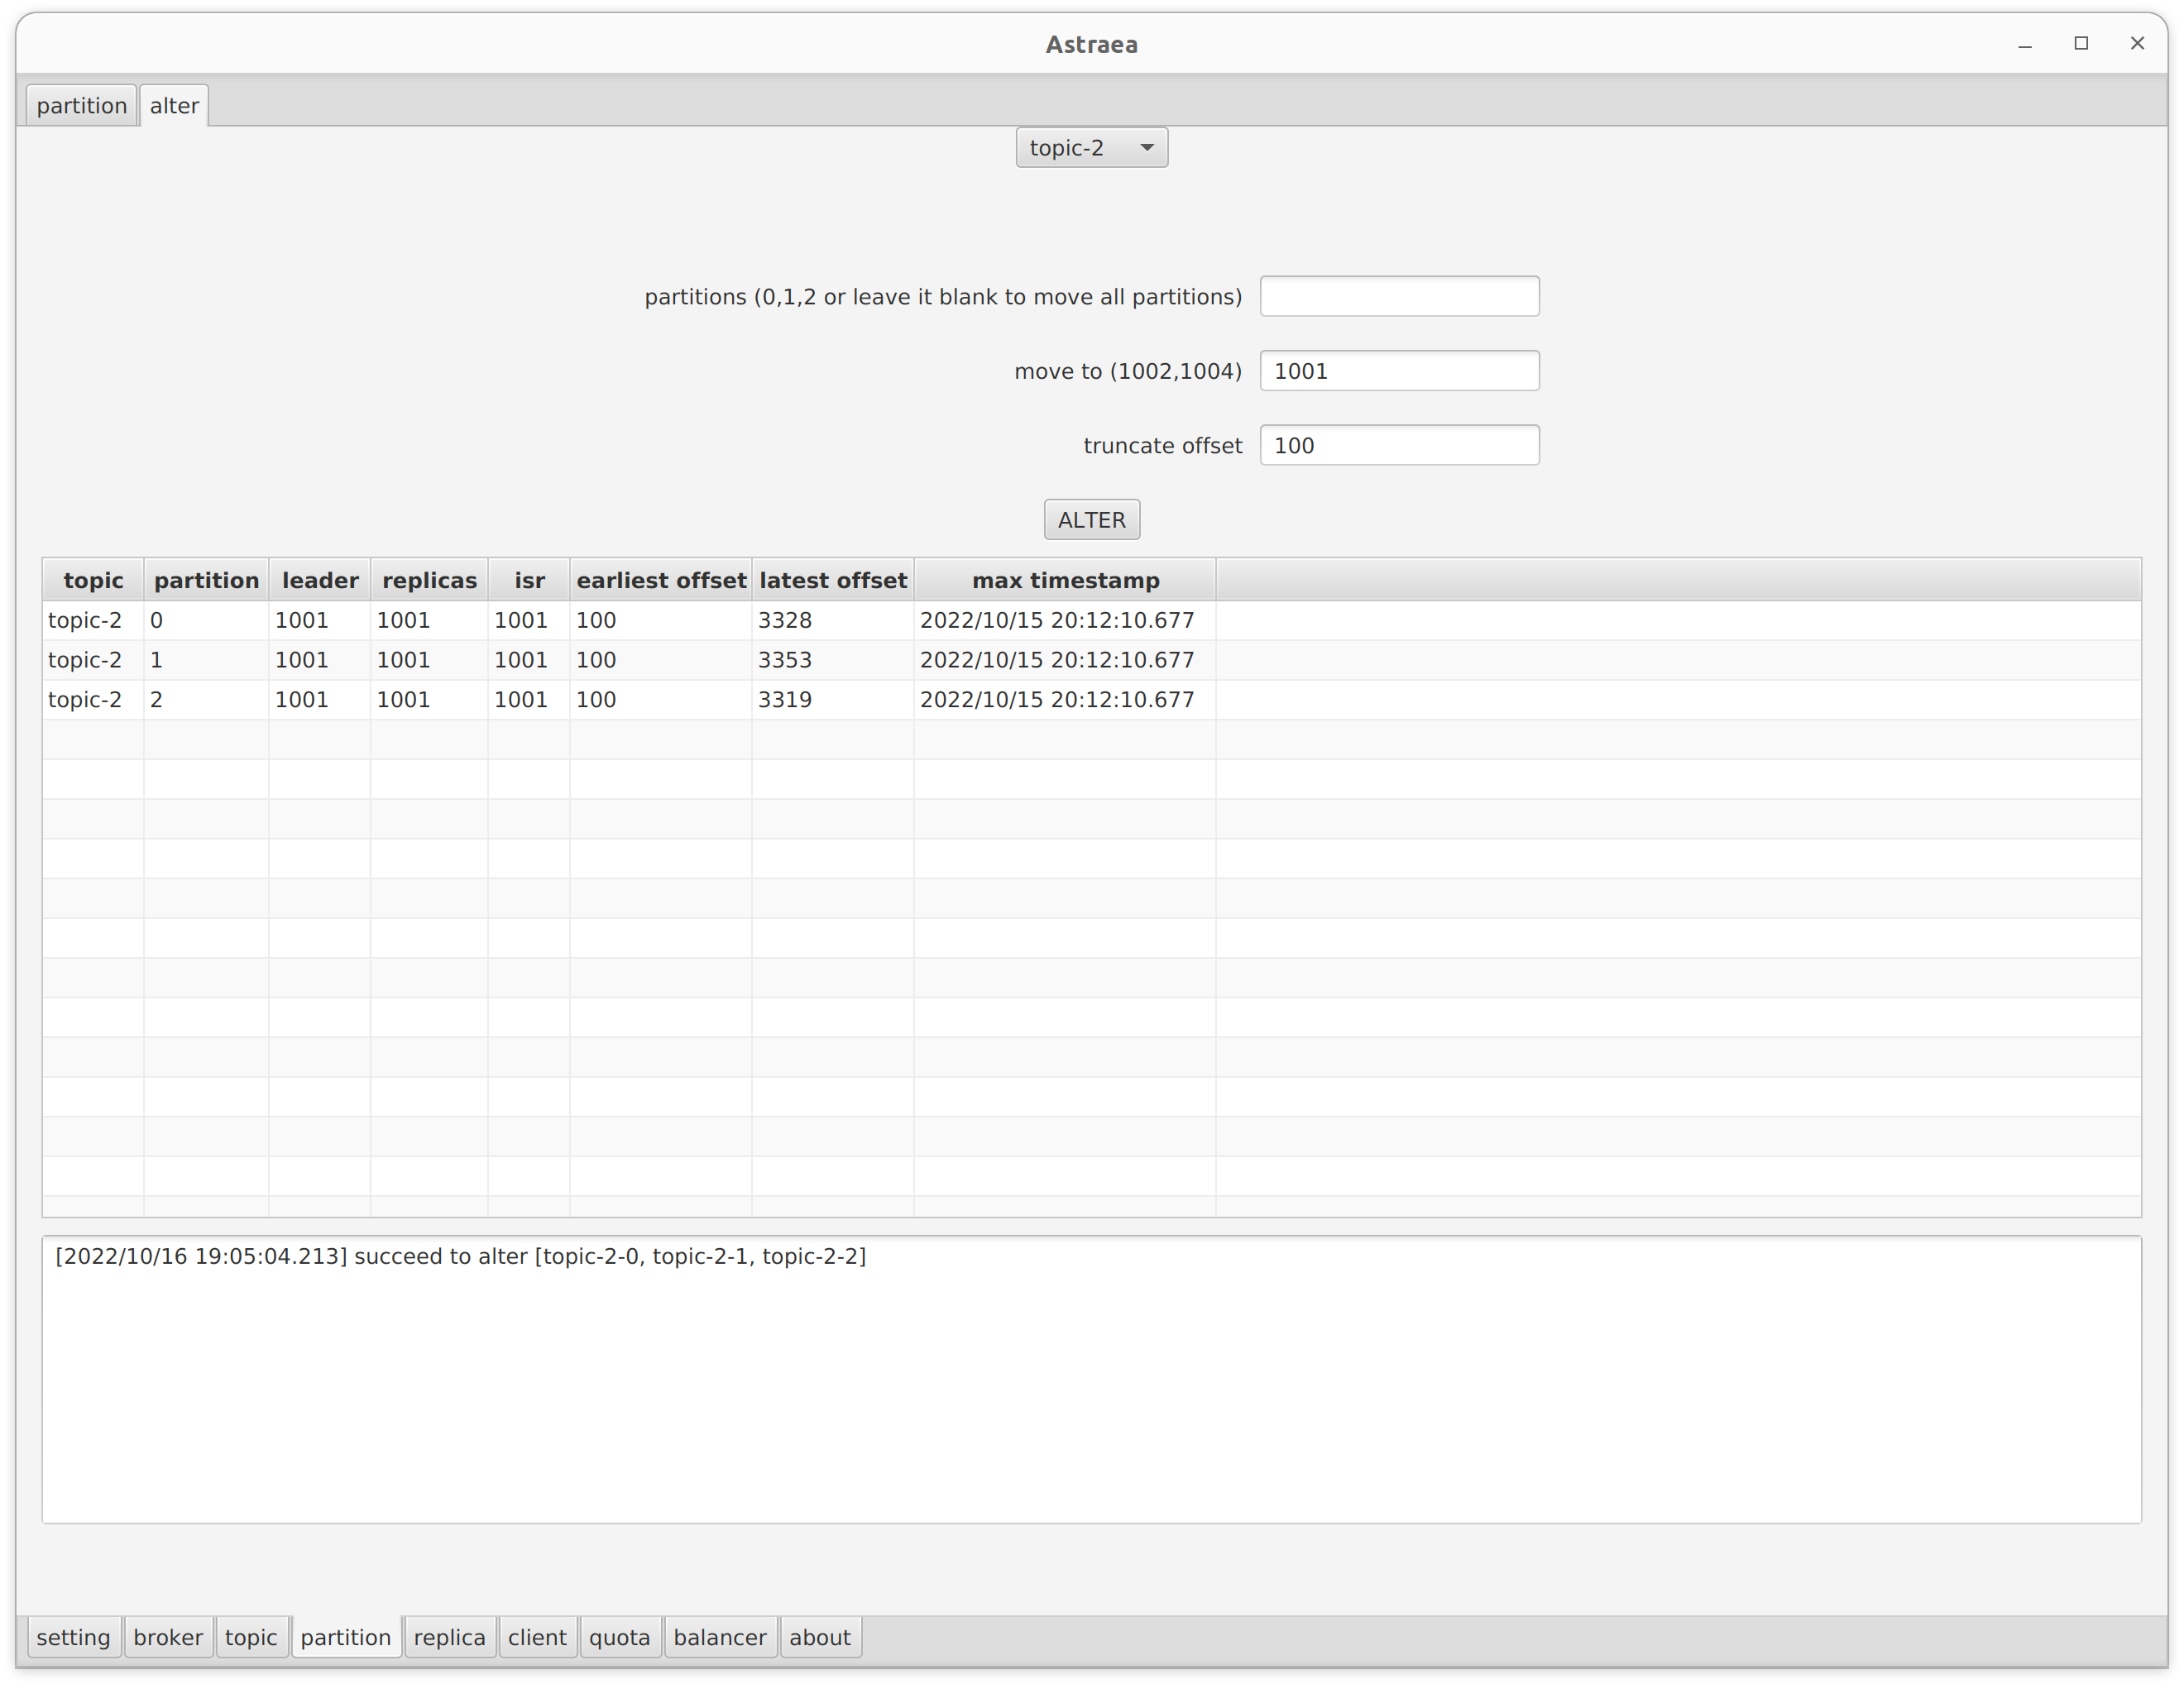 Astraea
partition alter
topic-2
partitions (0,1,2 or leave it blank to move all partitions)
move to (1002,1004) 1001
truncate offset 100
ALTER
topic partition leader replicas isr earliest offset latest offset max timestamp
topic-2 0 1001 1001 1001 100 3328 2022/10/15 20:12:10.677
topic-2 1 1001 1001 1001 100 3353 2022/10/15 20:12:10.677
topic-2 2 1001 1001 1001 100 3319 2022/10/15 20:12:10.677
[2022/10/16 19:05:04.213] succeed to alter [topic-2-0, topic-2-1, topic-2-2]
setting broker topic partition replica client quota balancer about